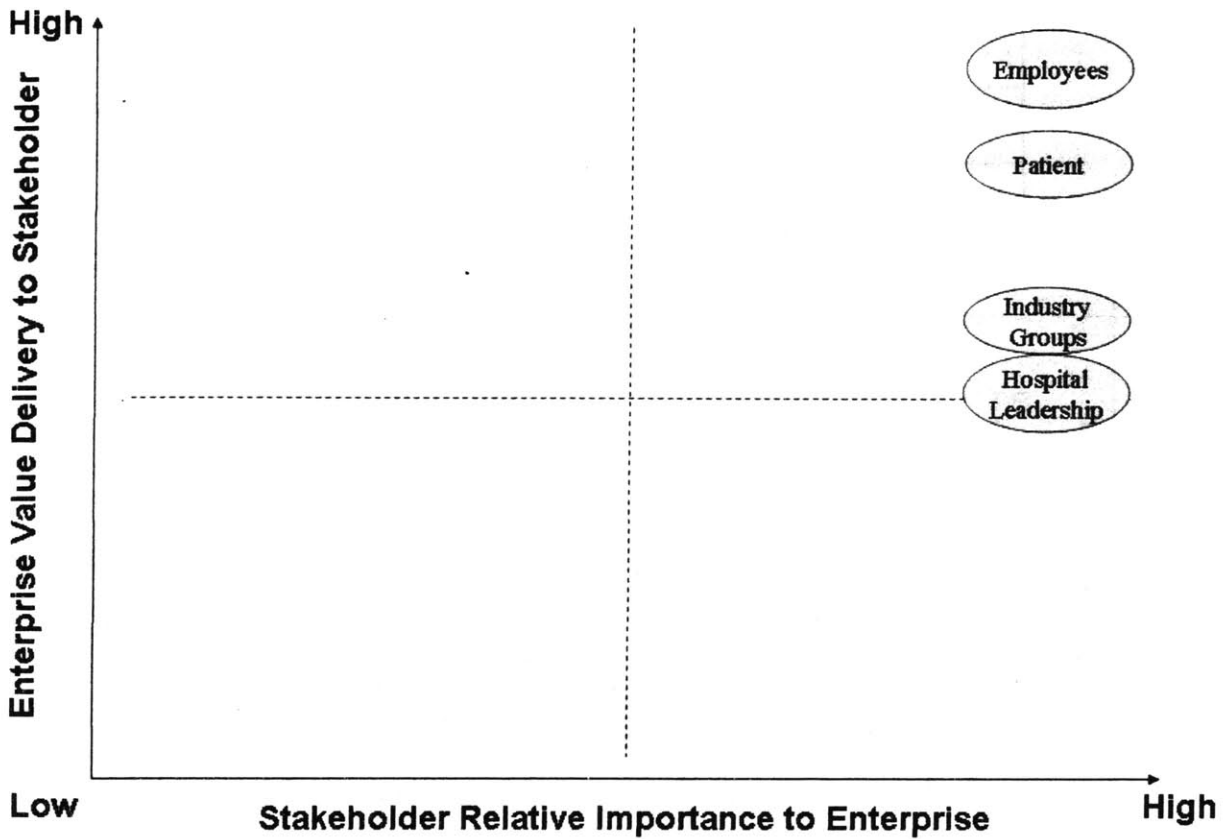 High
Enterprise Value Delivery to Stakeholder
Employees
Patient
Industry
Groups
Hospital
Leadership
Low
Stakeholder Relative Importance to Enterprise
High